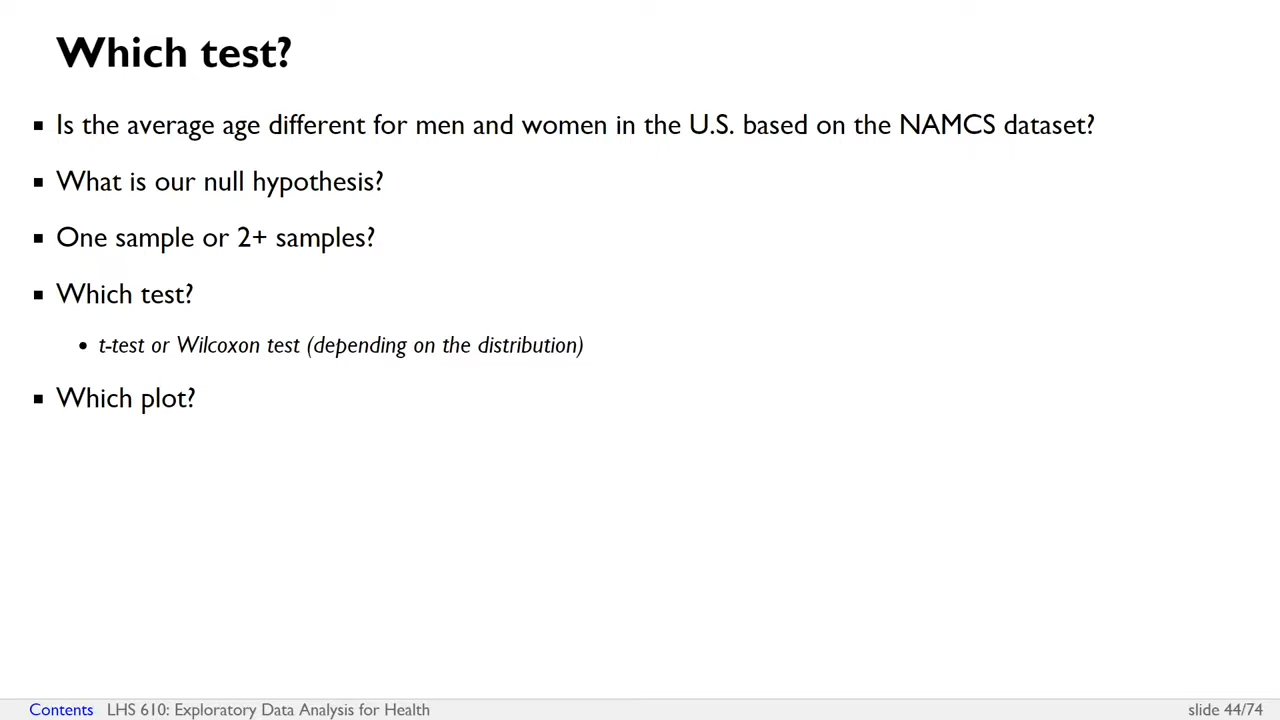 Which test?
Is the average age different for men and women in the U.S. based on the NAMCS dataset?
What is our null hypothesis?
One sample or 2+ samples?
Which test?
t-test or Wilcoxon test (depending on the distribution)
Which plot?
Contents LHS 610: Exploratory Data Analysis for Health slide 44/74